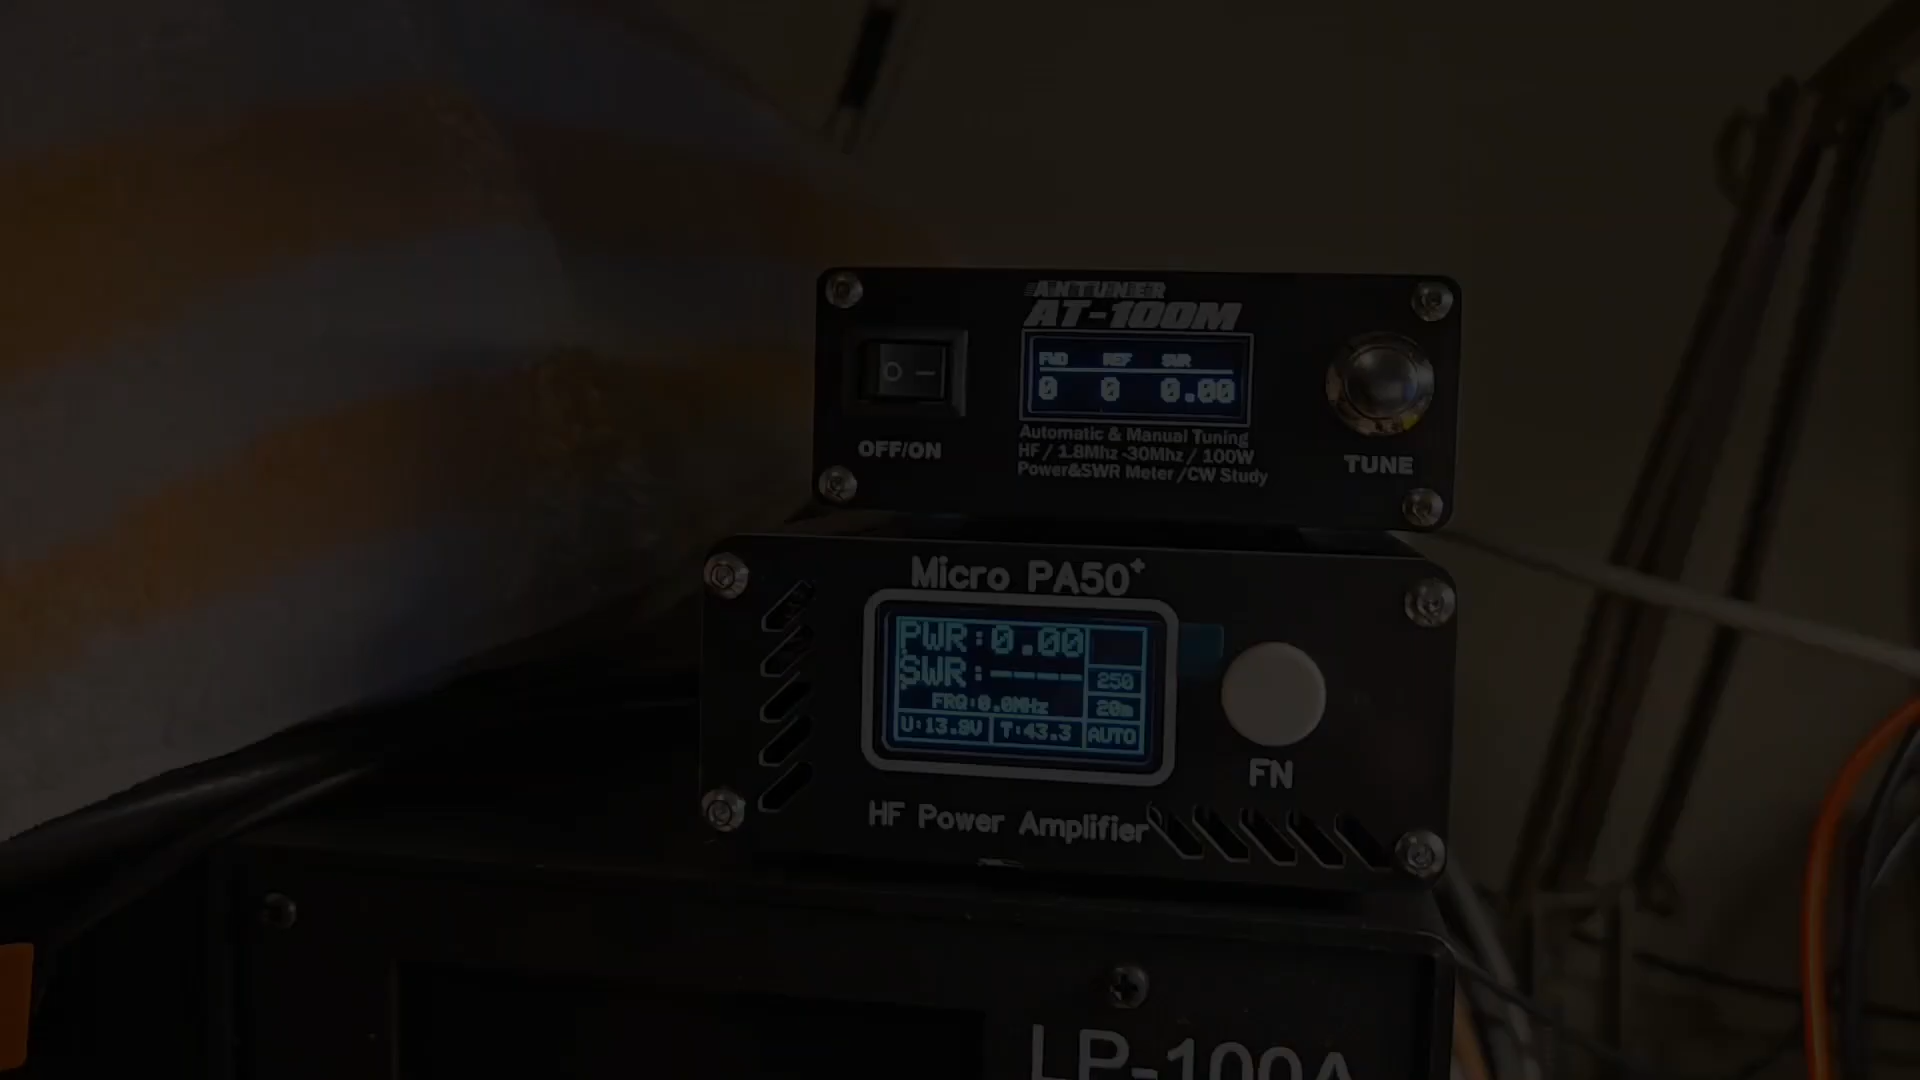 ANTUNER
AT-100M
FWD REF SWR
0 0 0.00
Automatic & Manual Tuning
HF / 1.8Mhz -30Mhz / 100W
Power&SWR Meter /CW Study
OFF/ON
TUNE
Micro PA50+
PWR:0.00
SWR:----
250
FRQ:0.0MHz
20m
U:13.9V
T:43.3
AUTO
FN
HF Power Amplifier
LP-100A